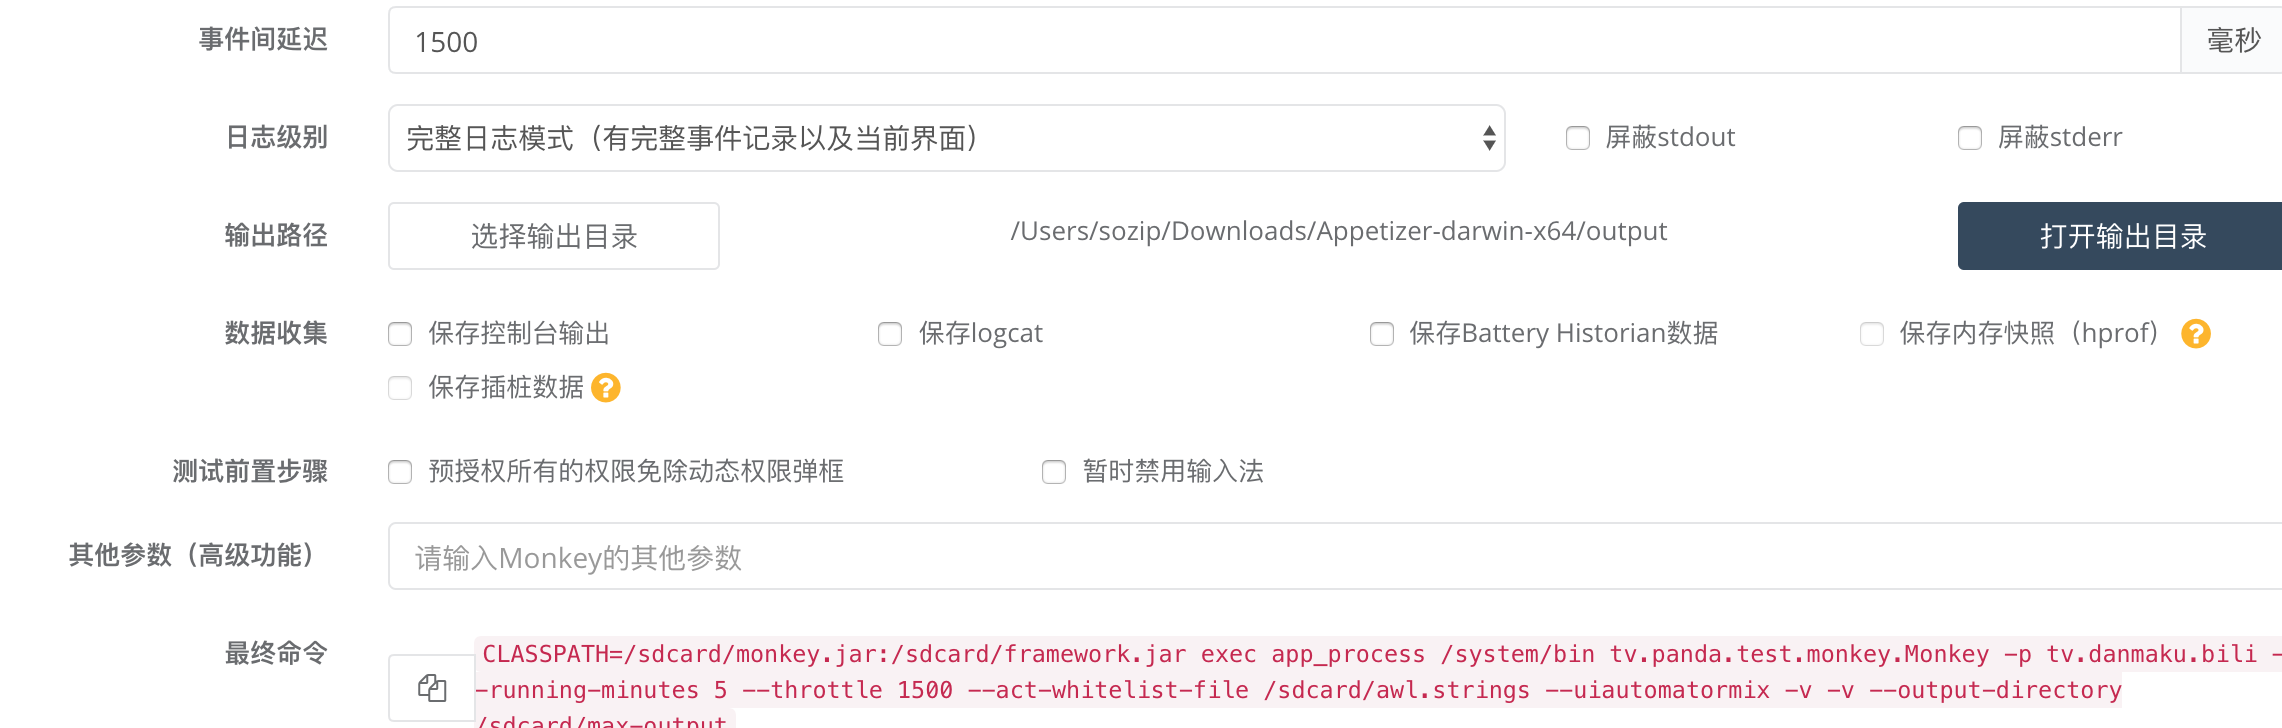 事件间延迟 1500 毫秒
日志级别 完整日志模式（有完整事件记录以及当前界面） 屏蔽stdout 屏蔽stderr
输出路径 选择输出目录 /Users/sozip/Downloads/Appetizer-darwin-x64/output 打开输出目录
数据收集 保存控制台输出 保存logcat 保存Battery Historian数据 保存内存快照（hprof） ?
保存插桩数据 ?
测试前置步骤 预授权所有的权限免除动态权限弹框 暂时禁用输入法
其他参数（高级功能） 请输入Monkey的其他参数
最终命令 CLASSPATH=/sdcard/monkey.jar:/sdcard/framework.jar exec app_process /system/bin tv.panda.test.monkey.Monkey -p tv.danmaku.bili -
-running-minutes 5 --throttle 1500 --act-whitelist-file /sdcard/awl.strings --uiautomatormix -v -v --output-directory
/sdcard/max-output